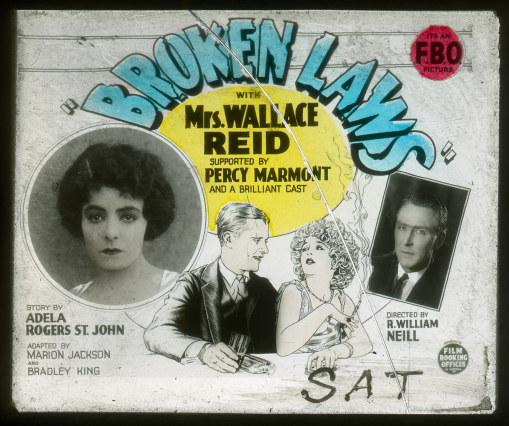 "BROKEN LAWS"
IT'S AN
FBO
PICTURE
WITH
MRS. WALLACE
REID
SUPPORTED BY
PERCY MARMONT
AND A BRILLIANT CAST
STORY BY
ADELA
ROGERS ST. JOHN
ADAPTED BY
MARION JACKSON
AND
BRADLEY KING
DIRECTED BY
R. WILLIAM
NEILL
FILM
BOOKING
OFFICES
SAT